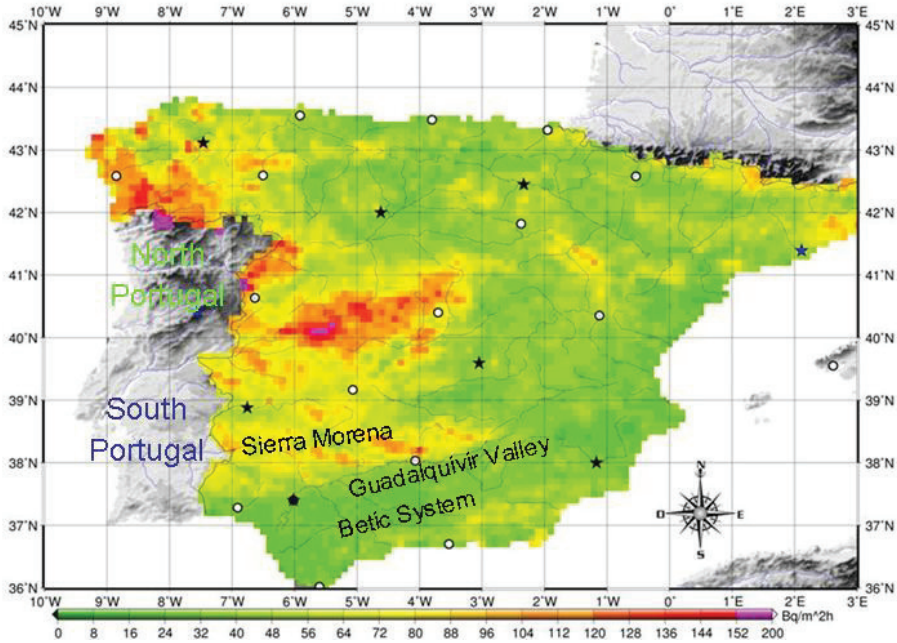 10°W 9°W 8°W 7°W 6°W 5°W 4°W 3°W 2°W 1°W 0° 1°E 2°E 3°E
45°N 45°N
44°N 44°N
43°N 43°N
42°N 42°N
North
Portugal
41°N 41°N
40°N 40°N
South
Portugal
39°N 39°N
Sierra Morena
Guadalquivir Valley
38°N 38°N
Betic System
N
O E
S
37°N 37°N
36°N 36°N
10°W 9°W 8°W 7°W 6°W 5°W 4°W 3°W 2°W 1°W 0° 1°E 2°E 3°E
Bq/m^2h
0 8 16 24 32 40 48 56 64 72 80 88 96 104 112 120 128 136 144 152 200